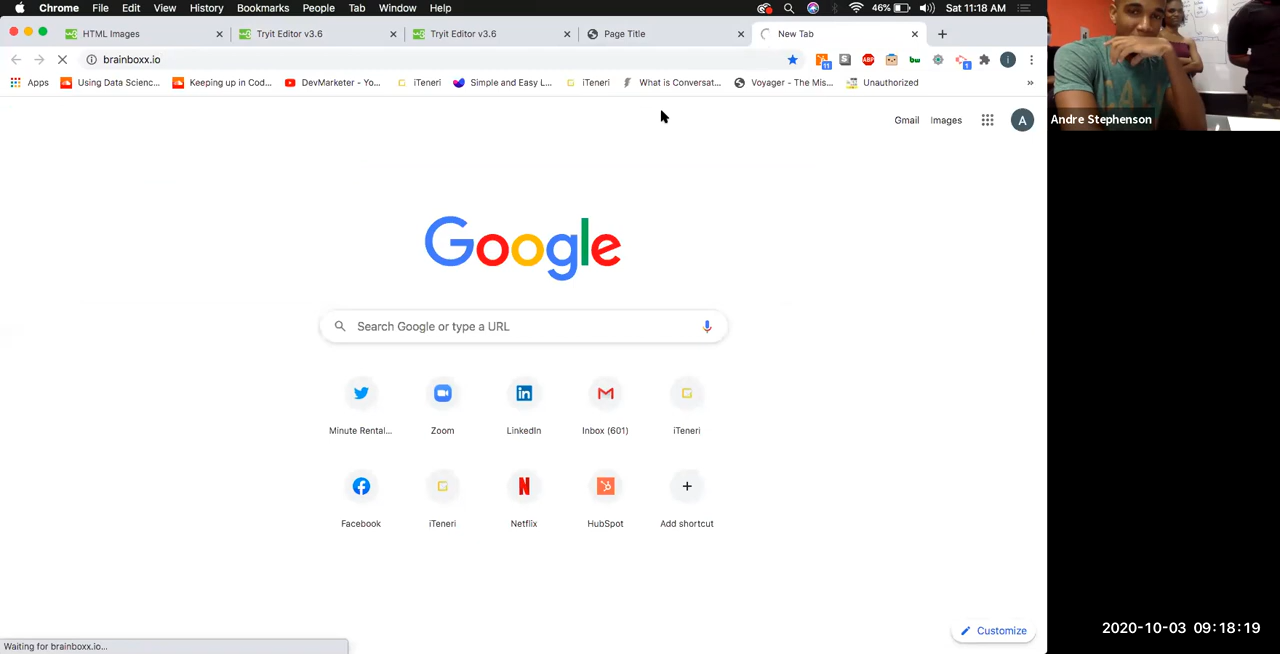 Chrome File Edit View History Bookmarks People Tab Window Help 46% Sat 11:18 AM
HTML Images Tryit Editor v3.6 Tryit Editor v3.6 Page Title New Tab
brainboxx.io
Apps Using Data Scienc... Keeping up in Cod... DevMarketer - Yo... iTeneri Simple and Easy L... iTeneri What is Conversat... Voyager - The Mis... Unauthorized »
Gmail Images A
Andre Stephenson
Google
Search Google or type a URL
Minute Rental... Zoom LinkedIn Inbox (601) iTeneri
Facebook iTeneri Netflix HubSpot Add shortcut
Customize
2020-10-03 09:18:19
Waiting for brainboxx.io...